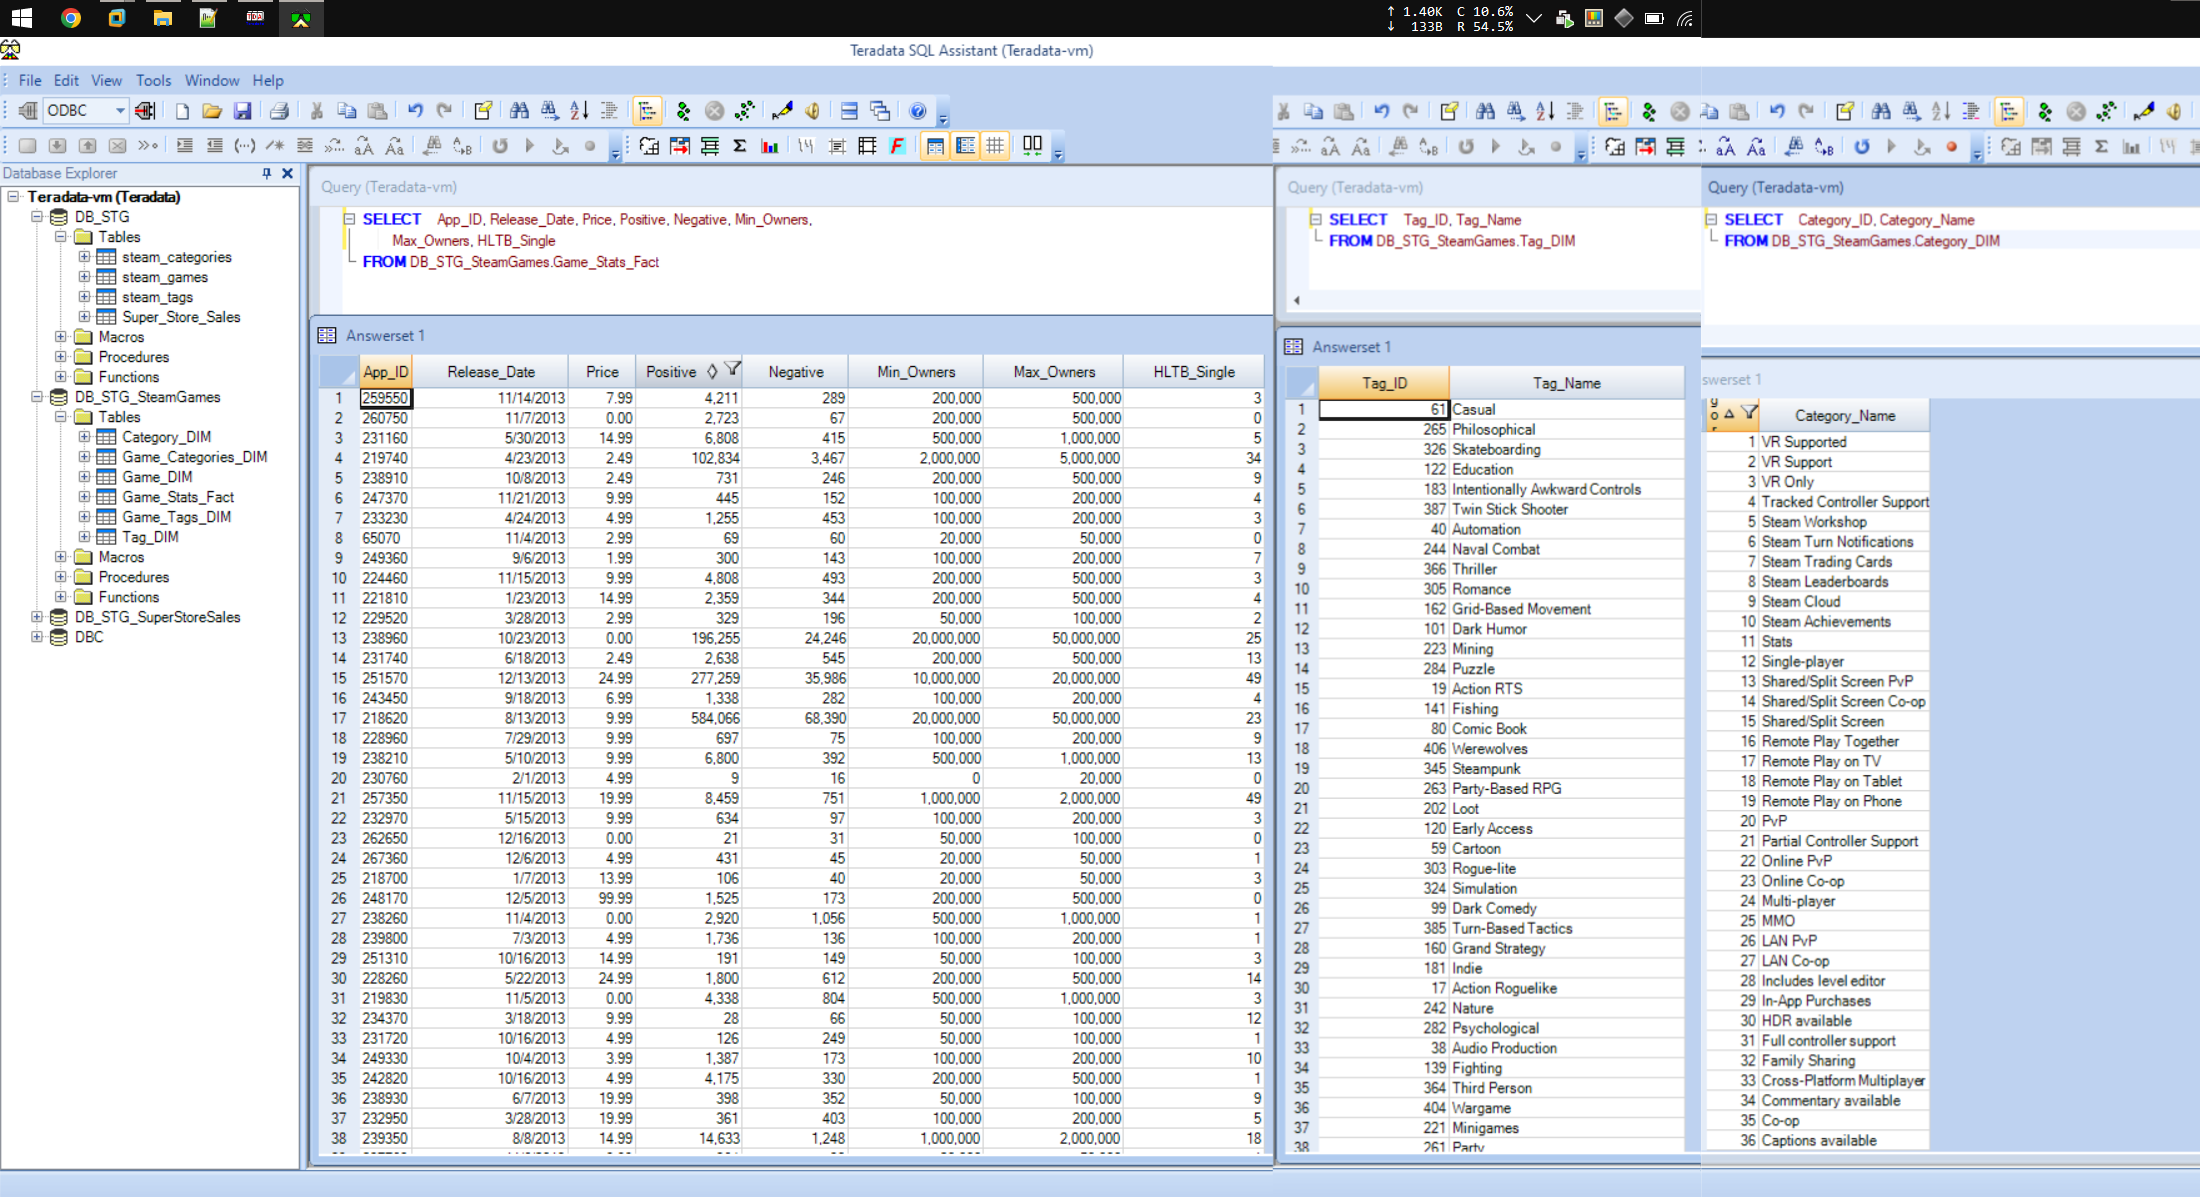 ↑ 1.40K C 10.6%
↓ 133B R 54.5%
Teradata SQL Assistant (Teradata-vm)
File Edit View Tools Window Help
ODBC
Database Explorer
Teradata-vm (Teradata)
DB_STG
Tables
steam_categories
steam_games
steam_tags
Super_Store_Sales
Macros
Procedures
Functions
DB_STG_SteamGames
Tables
Category_DIM
Game_Categories_DIM
Game_DIM
Game_Stats_Fact
Game_Tags_DIM
Tag_DIM
Macros
Procedures
Functions
DB_STG_SuperStoreSales
DBC
Query (Teradata-vm)
SELECT App_ID, Release_Date, Price, Positive, Negative, Min_Owners,
Max_Owners, HLTB_Single
FROM DB_STG_SteamGames.Game_Stats_Fact
Answerset 1
App_ID Release_Date Price Positive Negative Min_Owners Max_Owners HLTB_Single
1 259550 11/14/2013 7.99 4,211 289 200,000 500,000 3
2 260750 11/7/2013 0.00 2,723 67 200,000 500,000 0
3 231160 5/30/2013 14.99 6,808 415 500,000 1,000,000 5
4 219740 4/23/2013 2.49 102,834 3,467 2,000,000 5,000,000 34
5 238910 10/8/2013 2.49 731 246 200,000 500,000 9
6 247370 11/21/2013 9.99 445 152 100,000 200,000 4
7 233230 4/24/2013 4.99 1,255 453 100,000 200,000 3
8 65070 11/4/2013 2.99 69 60 20,000 50,000 0
9 249360 9/6/2013 1.99 300 143 100,000 200,000 7
10 224460 11/15/2013 9.99 4,808 493 200,000 500,000 3
11 221810 1/23/2013 14.99 2,359 344 200,000 500,000 4
12 229520 3/28/2013 2.99 329 196 50,000 100,000 2
13 238960 10/23/2013 0.00 196,255 24,246 20,000,000 50,000,000 25
14 231740 6/18/2013 2.49 2,638 545 200,000 500,000 13
15 251570 12/13/2013 24.99 277,259 35,986 10,000,000 20,000,000 49
16 243450 9/18/2013 6.99 1,338 282 100,000 200,000 4
17 218620 8/13/2013 9.99 584,066 68,390 20,000,000 50,000,000 23
18 228960 7/29/2013 9.99 697 75 100,000 200,000 9
19 238210 5/10/2013 9.99 6,800 392 500,000 1,000,000 13
20 230760 2/1/2013 4.99 9 16 0 20,000 0
21 257350 11/15/2013 19.99 8,459 751 1,000,000 2,000,000 49
22 232970 5/15/2013 9.99 634 97 100,000 200,000 3
23 262650 12/16/2013 0.00 21 31 50,000 100,000 0
24 267360 12/6/2013 4.99 431 45 20,000 50,000 1
25 218700 1/7/2013 13.99 106 40 20,000 50,000 3
26 248170 12/5/2013 99.99 1,525 173 200,000 500,000 0
27 238260 11/4/2013 0.00 2,920 1,056 500,000 1,000,000 1
28 239800 7/3/2013 4.99 1,736 136 100,000 200,000 1
29 251310 10/16/2013 14.99 191 149 50,000 100,000 3
30 228260 5/22/2013 24.99 1,800 612 200,000 500,000 14
31 219830 11/5/2013 0.00 4,338 804 500,000 1,000,000 3
32 234370 3/18/2013 9.99 28 66 50,000 100,000 12
33 231720 10/16/2013 4.99 126 249 50,000 100,000 1
34 249330 10/4/2013 3.99 1,387 173 100,000 200,000 10
35 242820 10/16/2013 4.99 4,175 330 200,000 500,000 1
36 238930 6/7/2013 19.99 398 352 50,000 100,000 9
37 232950 3/28/2013 19.99 361 403 100,000 200,000 5
38 239350 8/8/2013 14.99 14,633 1,248 1,000,000 2,000,000 18
Query (Teradata-vm)
SELECT Tag_ID, Tag_Name
FROM DB_STG_SteamGames.Tag_DIM
Answerset 1
Tag_ID Tag_Name
1 61 Casual
2 265 Philosophical
3 326 Skateboarding
4 122 Education
5 183 Intentionally Awkward Controls
6 387 Twin Stick Shooter
7 40 Automation
8 244 Naval Combat
9 366 Thriller
10 305 Romance
11 162 Grid-Based Movement
12 101 Dark Humor
13 223 Mining
14 284 Puzzle
15 19 Action RTS
16 141 Fishing
17 80 Comic Book
18 406 Werewolves
19 345 Steampunk
20 263 Party-Based RPG
21 202 Loot
22 120 Early Access
23 59 Cartoon
24 303 Rogue-lite
25 324 Simulation
26 99 Dark Comedy
27 385 Turn-Based Tactics
28 160 Grand Strategy
29 181 Indie
30 17 Action Roguelike
31 242 Nature
32 282 Psychological
33 38 Audio Production
34 139 Fighting
35 364 Third Person
36 404 Wargame
37 221 Minigames
38 261 Party
Query (Teradata-vm)
SELECT Category_ID, Category_Name
FROM DB_STG_SteamGames.Category_DIM
swerset 1
Category_Name
1 VR Supported
2 VR Support
3 VR Only
4 Tracked Controller Support
5 Steam Workshop
6 Steam Turn Notifications
7 Steam Trading Cards
8 Steam Leaderboards
9 Steam Cloud
10 Steam Achievements
11 Stats
12 Single-player
13 Shared/Split Screen PvP
14 Shared/Split Screen Co-op
15 Shared/Split Screen
16 Remote Play Together
17 Remote Play on TV
18 Remote Play on Tablet
19 Remote Play on Phone
20 PvP
21 Partial Controller Support
22 Online PvP
23 Online Co-op
24 Multi-player
25 MMO
26 LAN PvP
27 LAN Co-op
28 Includes level editor
29 In-App Purchases
30 HDR available
31 Full controller support
32 Family Sharing
33 Cross-Platform Multiplayer
34 Commentary available
35 Co-op
36 Captions available